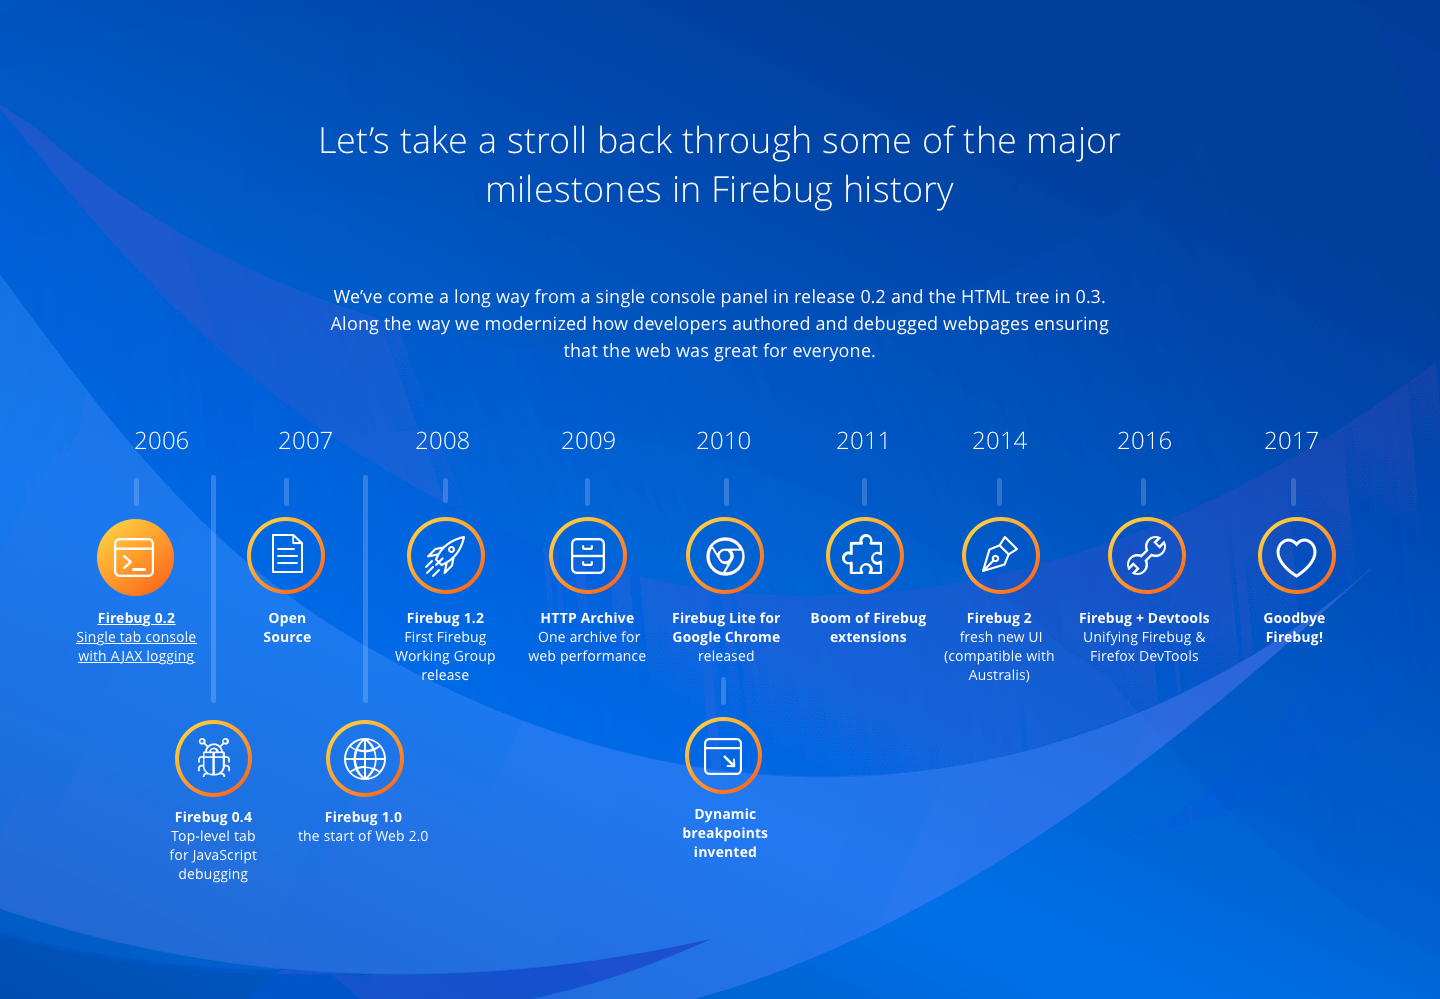 Let’s take a stroll back through some of the major
milestones in Firebug history
We’ve come a long way from a single console panel in release 0.2 and the HTML tree in 0.3.
Along the way we modernized how developers authored and debugged webpages ensuring
that the web was great for everyone.
2006
2007
2008
2009
2010
2011
2014
2016
2017
Firebug 0.2
Single tab console
with AJAX logging
Open
Source
Firebug 1.2
First Firebug
Working Group
release
HTTP Archive
One archive for
web performance
Firebug Lite for
Google Chrome
released
Boom of Firebug
extensions
Firebug 2
fresh new UI
(compatible with
Australis)
Firebug + Devtools
Unifying Firebug &
Firefox DevTools
Goodbye
Firebug!
Firebug 0.4
Top-level tab
for JavaScript
debugging
Firebug 1.0
the start of Web 2.0
Dynamic
breakpoints
invented